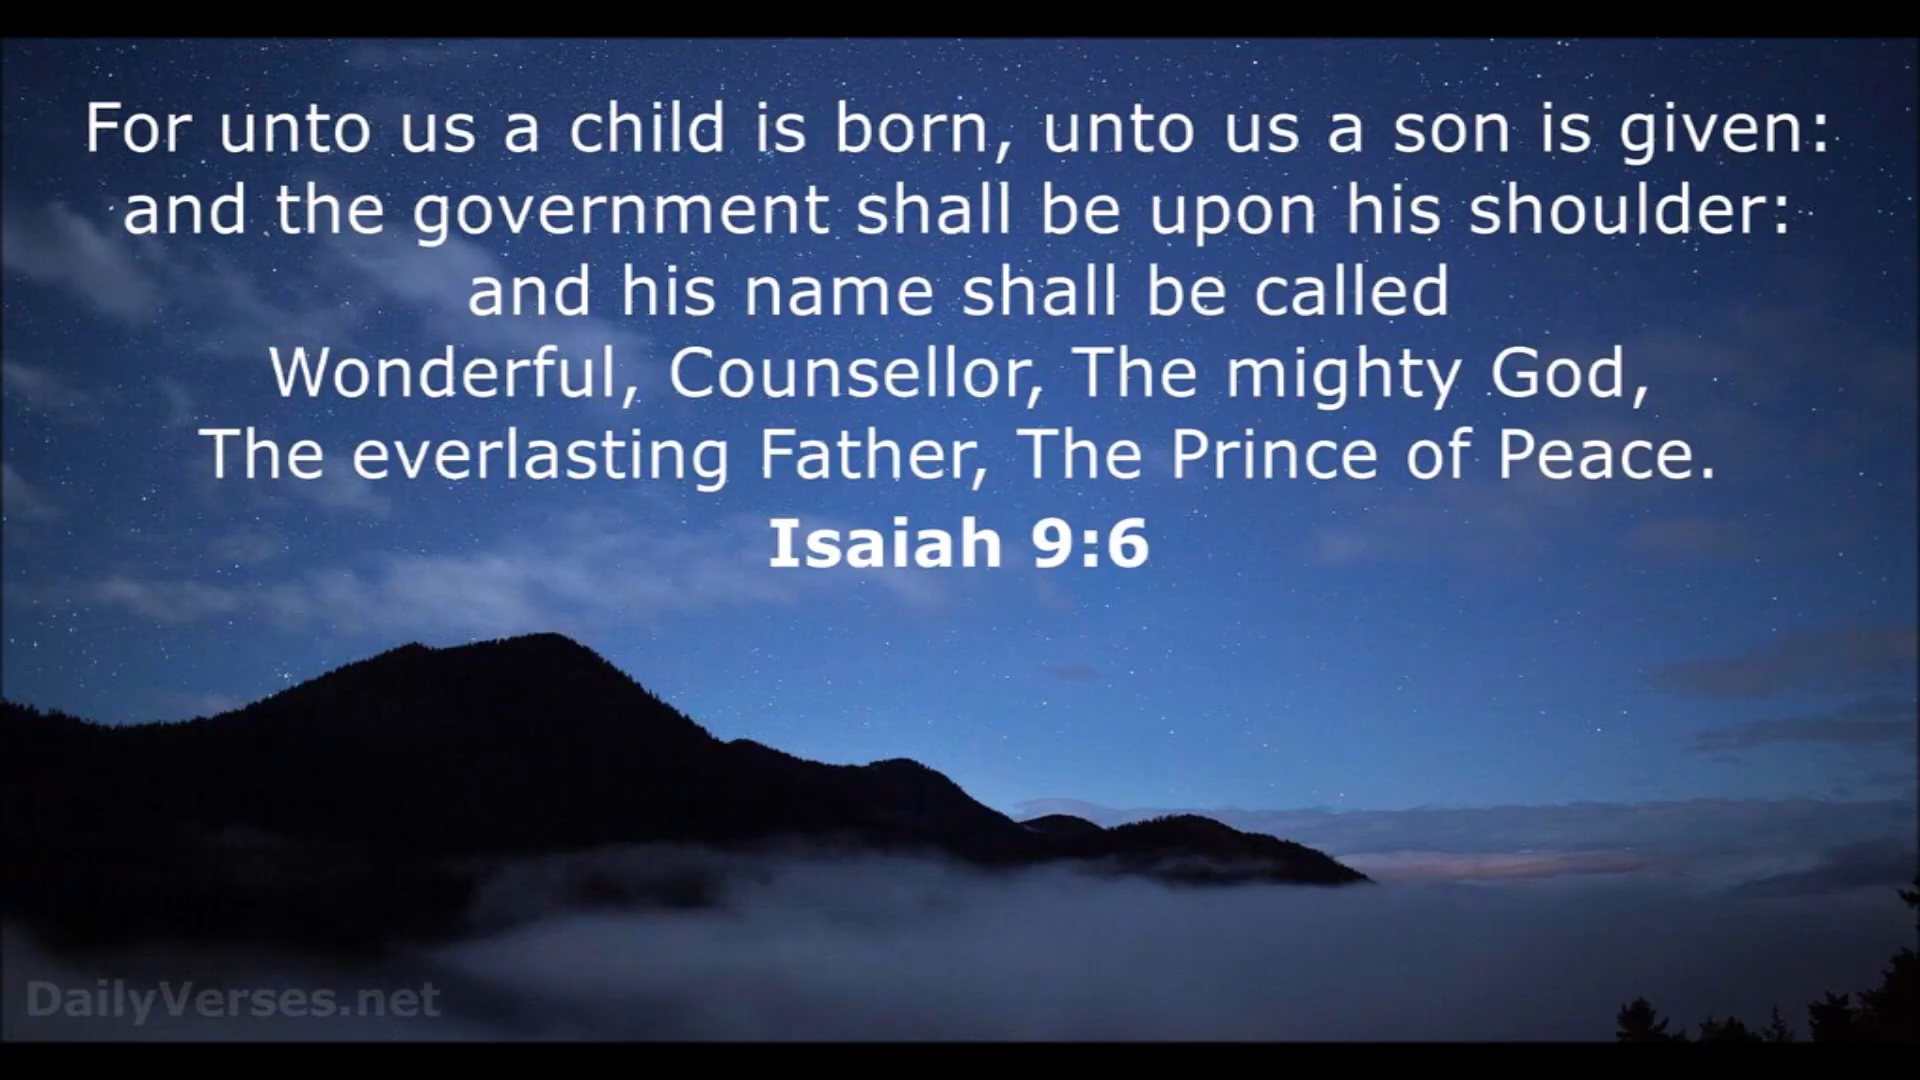 For unto us a child is born, unto us a son is given:
and the government shall be upon his shoulder:
and his name shall be called
Wonderful, Counsellor, The mighty God,
The everlasting Father, The Prince of Peace.
Isaiah 9:6
DailyVerses.net